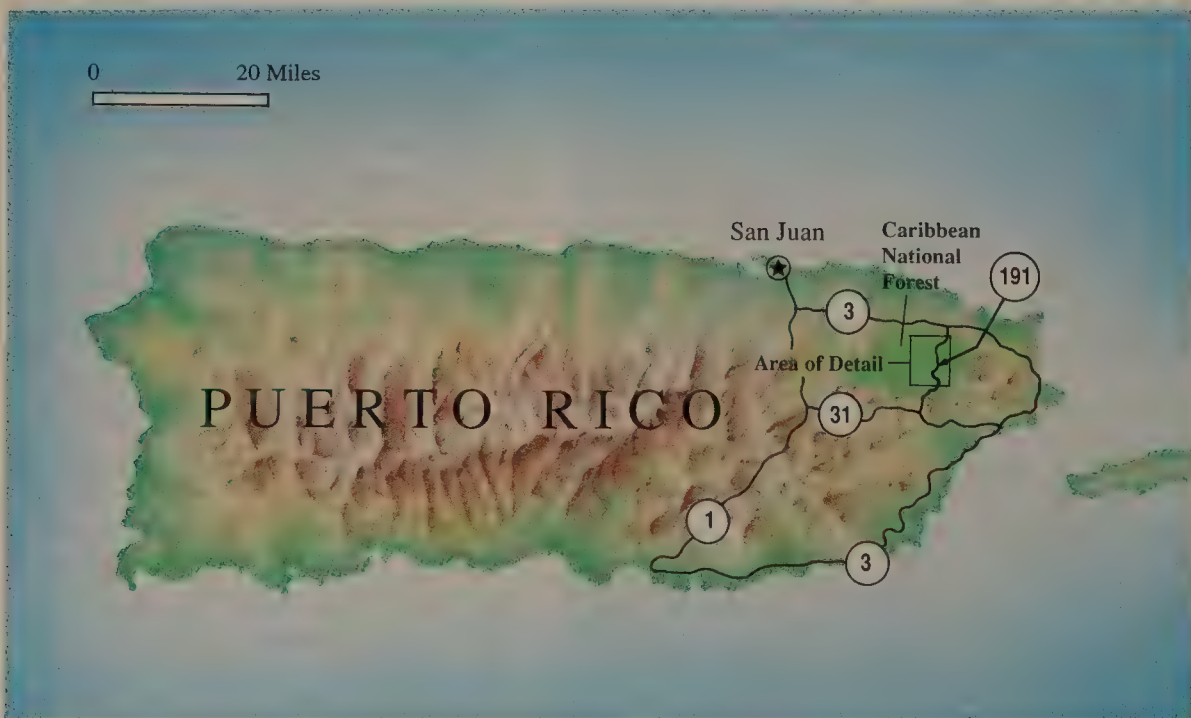 0 20 Miles
San Juan
Caribbean
National
Forest
191
3
Area of Detail
PUERTO RICO
31
1
3